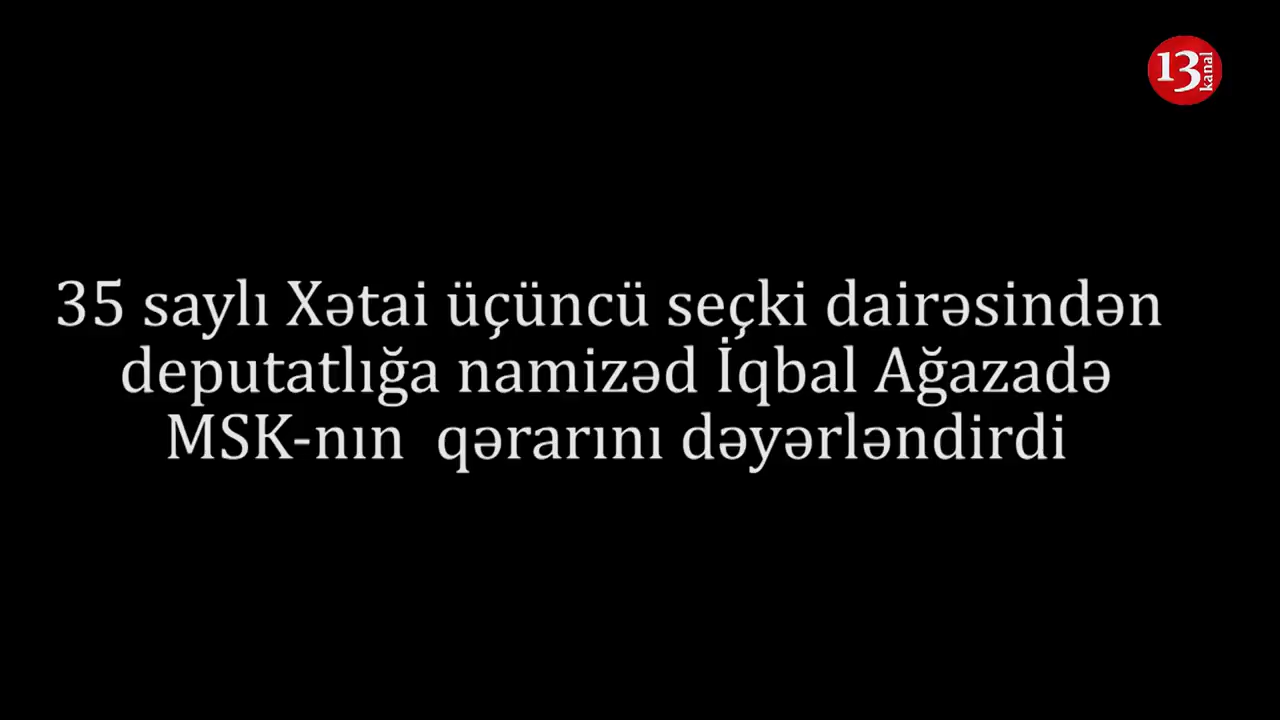 13 kanal
35 saylı Xətai üçüncü seçki dairəsindən
deputatlığa namizəd İqbal Ağazadə
MSK-nın  qərarını dəyərləndirdi